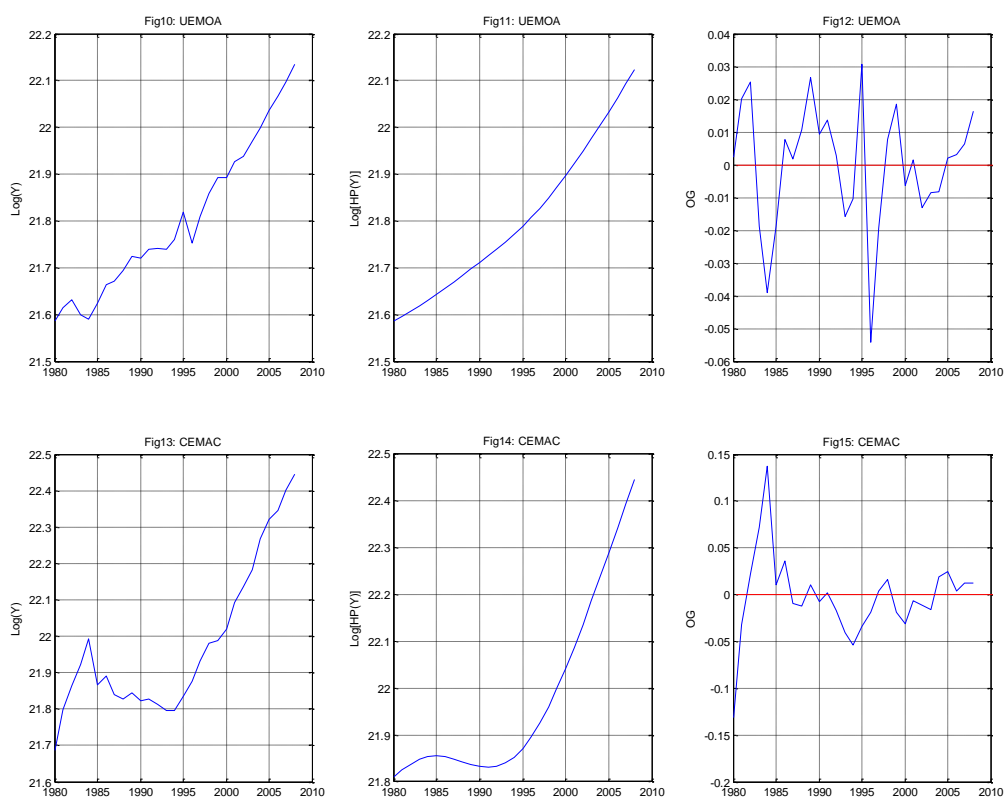 Fig10: UEMOA
22.2
22.1
22
21.9
21.8
21.7
21.6
21.5
Log(Y)
1980 1985 1990 1995 2000 2005 2010
Fig11: UEMOA
22.2
22.1
22
21.9
21.8
21.7
21.6
21.5
Log[HP(Y)]
1980 1985 1990 1995 2000 2005 2010
Fig12: UEMOA
0.04
0.03
0.02
0.01
0
-0.01
-0.02
-0.03
-0.04
-0.05
-0.06
OG
1980 1985 1990 1995 2000 2005 2010
Fig13: CEMAC
22.5
22.4
22.3
22.2
22.1
22
21.9
21.8
21.7
21.6
Log(Y)
1980 1985 1990 1995 2000 2005 2010
Fig14: CEMAC
22.5
22.4
22.3
22.2
22.1
22
21.9
21.8
Log[HP(Y)]
1980 1985 1990 1995 2000 2005 2010
Fig15: CEMAC
0.15
0.1
0.05
0
-0.05
-0.1
-0.15
-0.2
OG
1980 1985 1990 1995 2000 2005 2010